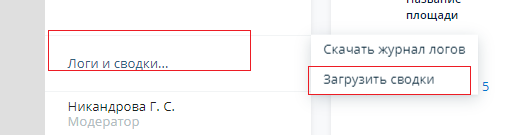 Название
площади
Скачать журнал логов
Логи и сводки...
Загрузить сводки
5
Никандрова Г. С.
Модератор